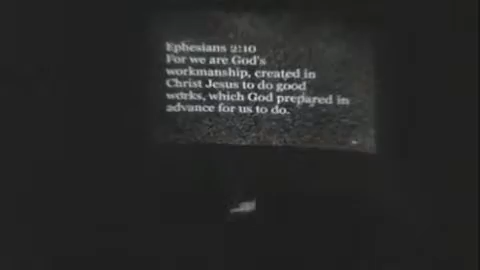 Ephesians 2:10
For we are God's
workmanship, created in
Christ Jesus to do good
works, which God prepared in
advance for us to do.